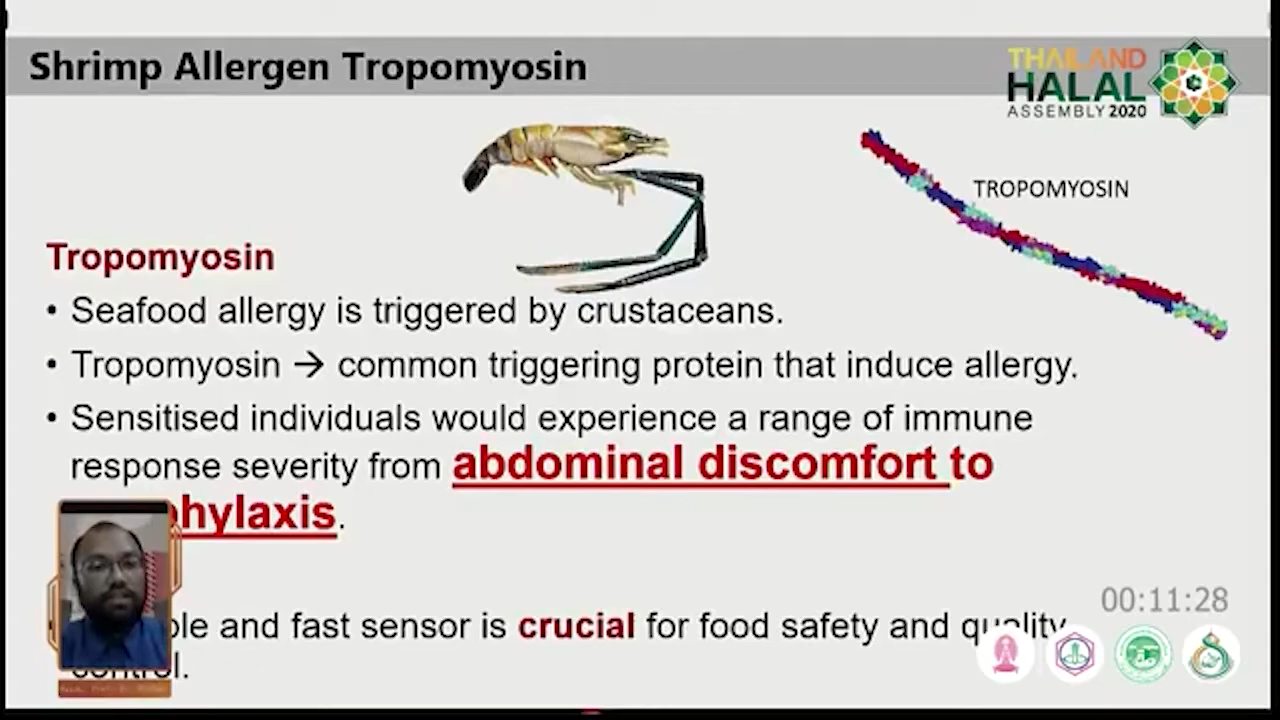 Shrimp Allergen Tropomyosin
THAILAND
HALAL
ASSEMBLY 2020
TROPOMYOSIN
Tropomyosin
• Seafood allergy is triggered by crustaceans.
• Tropomyosin → common triggering protein that induce allergy.
• Sensitised individuals would experience a range of immune
response severity from abdominal discomfort to
hylaxis.
00:11:28
and fast sensor is crucial for food safety and quality
control.